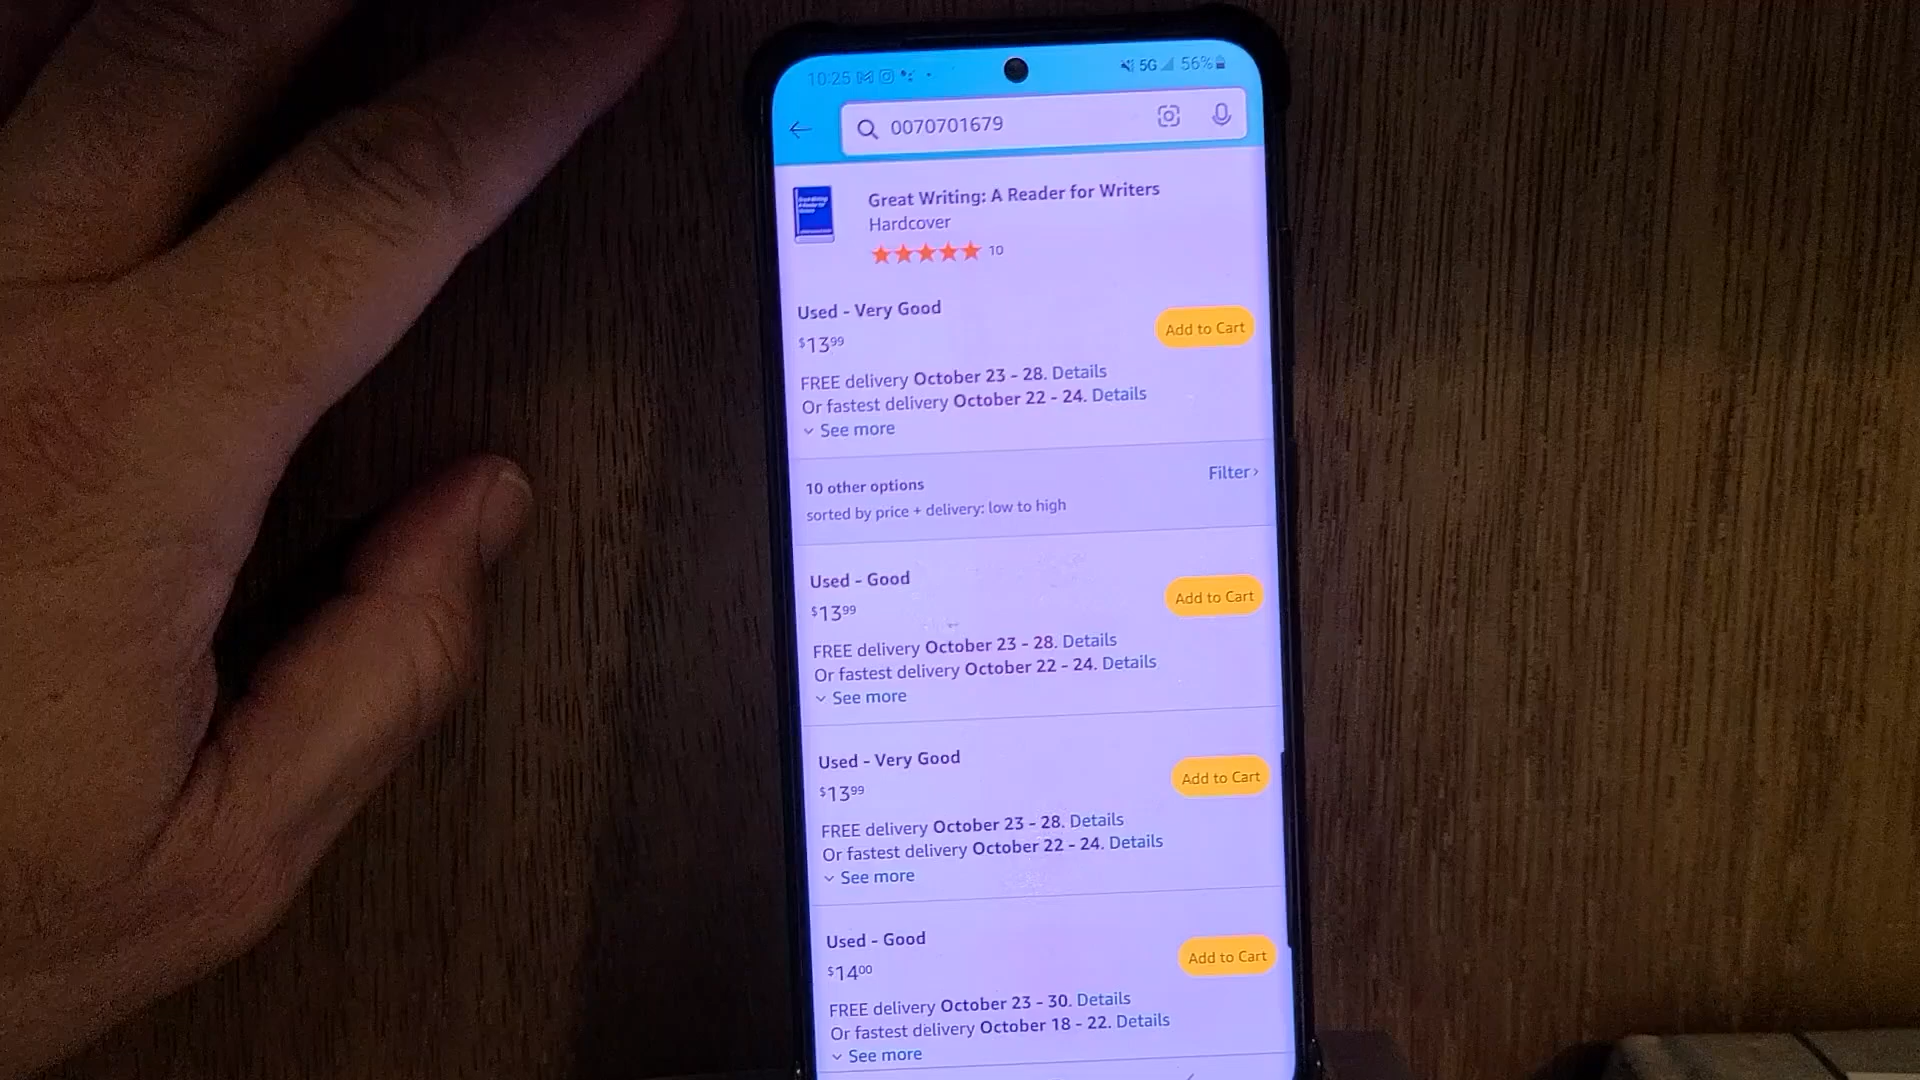 10:25
5G 56%
0070701679
Great Writing: A Reader for Writers
Hardcover
10
Used - Very Good
$13.99
Add to Cart
FREE delivery October 23 - 28. Details
Or fastest delivery October 22 - 24. Details
See more
10 other options
Filter
sorted by price + delivery: low to high
Used - Good
$13.99
Add to Cart
FREE delivery October 23 - 28. Details
Or fastest delivery October 22 - 24. Details
See more
Used - Very Good
$13.99
Add to Cart
FREE delivery October 23 - 28. Details
Or fastest delivery October 22 - 24. Details
See more
Used - Good
$14.00
Add to Cart
FREE delivery October 23 - 30. Details
Or fastest delivery October 18 - 22. Details
See more